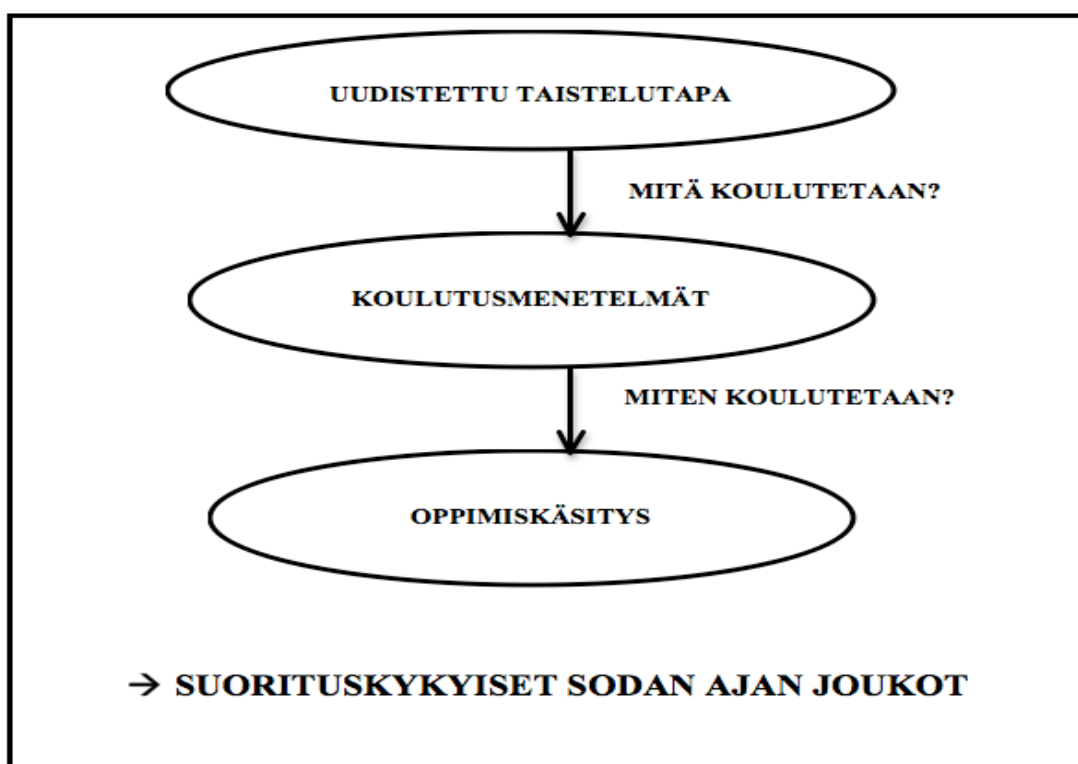 UUDISTETTU TAISTELUTAPA
MITÄ KOULUTETAAN?
KOULUTUSMENETELMÄT
MITEN KOULUTETAAN?
OPPIMISKÄSITYS
→ SUORITUSKYKYISET SODAN AJAN JOUKOT